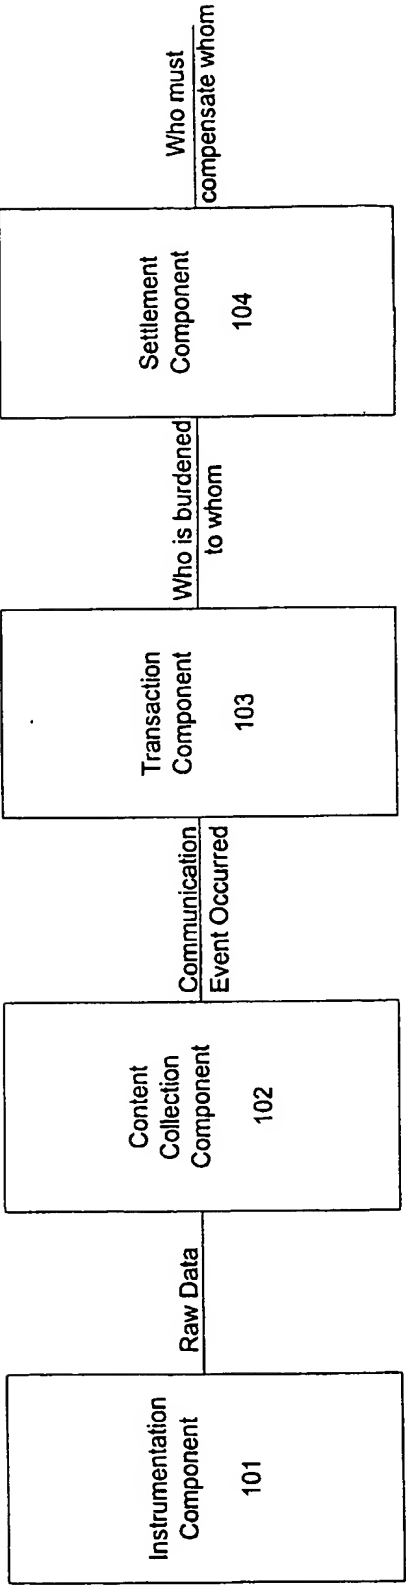 Instrumentation
Component
101
Raw Data
Content
Collection
Component
102
Communication
Event Occurred
Transaction
Component
103
Who is burdened
to whom
Settlement
Component
104
Who must
compensate whom